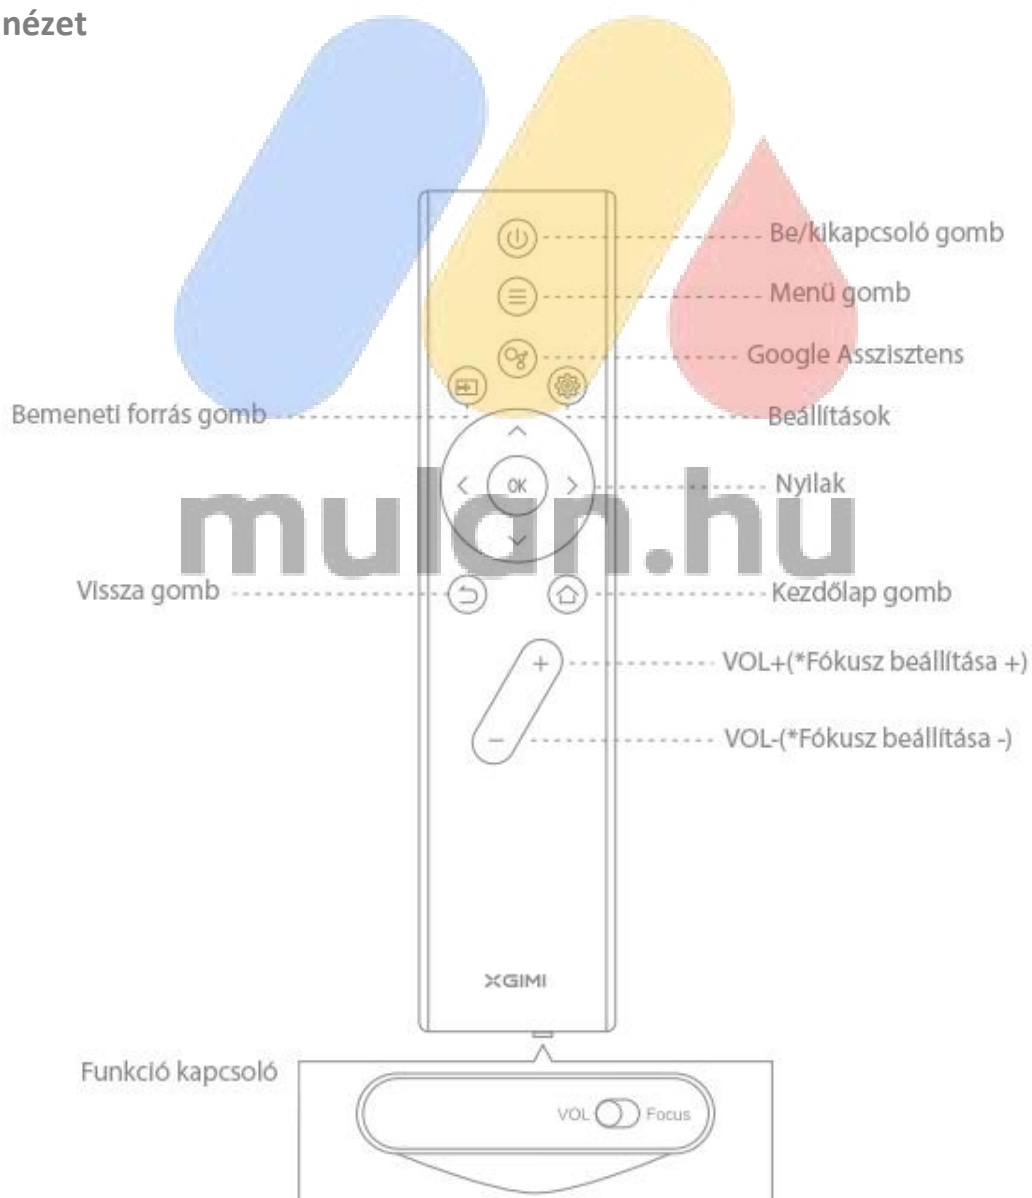 nézet
Be/kikapcsoló gomb
Menü gomb
Google Asszisztens
Bemeneti forrás gomb
Beállítások
OK
Nyilak
mulan.hu
Vissza gomb
Kezdőlap gomb
VOL+(*Fókusz beállítása +)
VOL-(*Fókusz beállítása -)
XGIMI
Funkció kapcsoló
VOL Focus